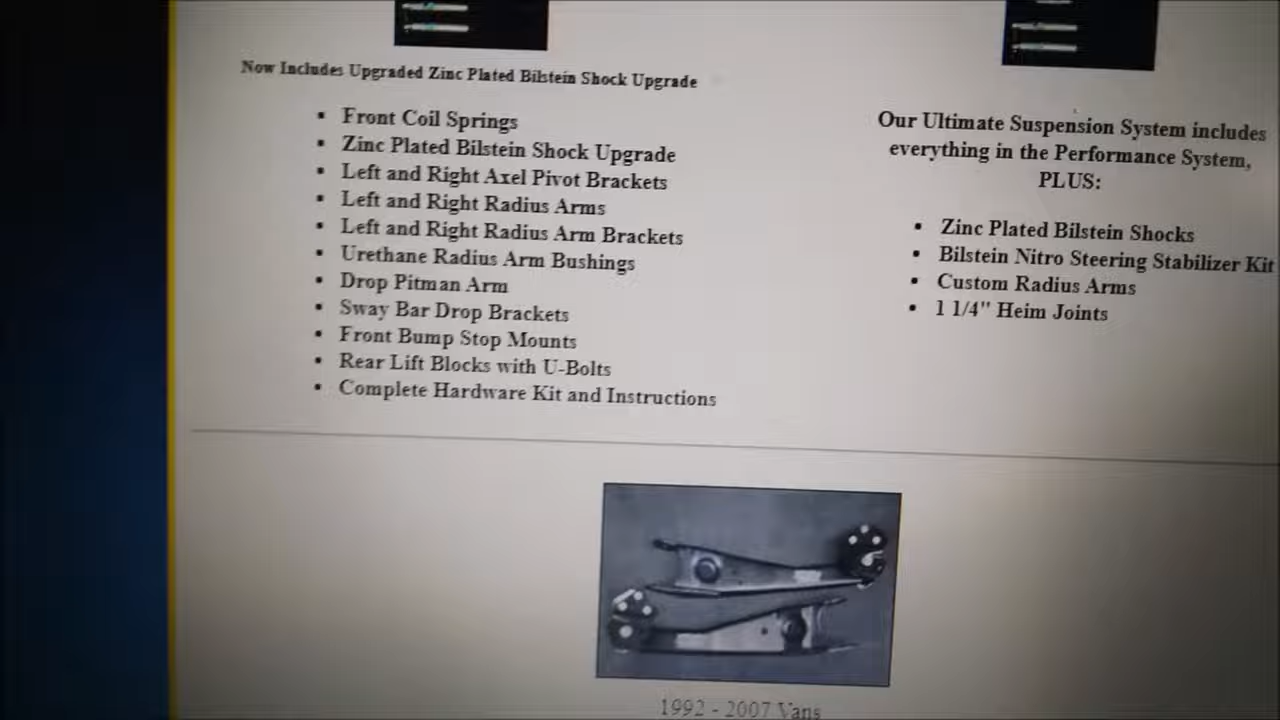 Now Includes Upgraded Zinc Plated Bilstein Shock Upgrade
Front Coil Springs
Zinc Plated Bilstein Shock Upgrade
Left and Right Axel Pivot Brackets
Left and Right Radius Arms
Left and Right Radius Arm Brackets
Urethane Radius Arm Bushings
Drop Pitman Arm
Sway Bar Drop Brackets
Front Bump Stop Mounts
Rear Lift Blocks with U-Bolts
Complete Hardware Kit and Instructions
Our Ultimate Suspension System includes
everything in the Performance System,
PLUS:
Zinc Plated Bilstein Shocks
Bilstein Nitro Steering Stabilizer Kit
Custom Radius Arms
1 1/4" Heim Joints
1992 - 2007 Vans